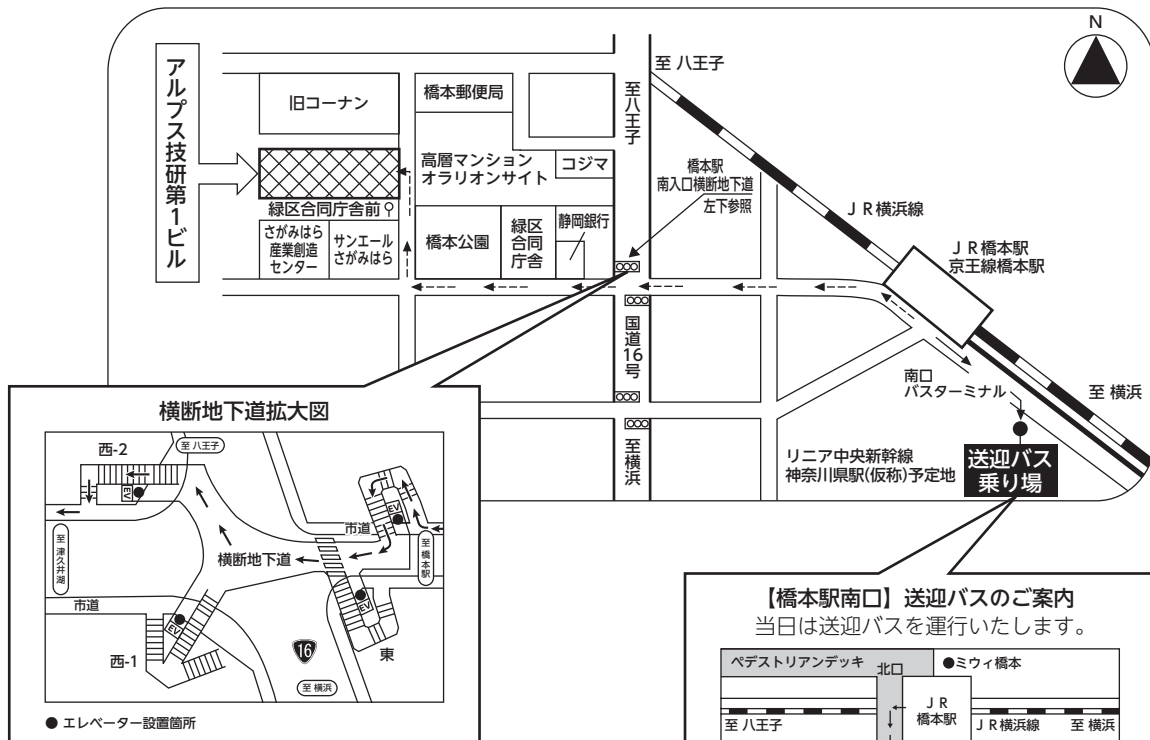 N
アルプス技研第1ビル
旧コーナン
橋本郵便局
至八王子
至 八王子
高層マンション
オラリオンサイト
コジマ
橋本駅
南入口横断地下道
左下参照
ＪＲ横浜線
緑区合同庁舎前
さがみはら
産業創造
センター
サンエール
さがみはら
橋本公園
緑区
合同
庁舎
静岡銀行
ＪＲ橋本駅
京王線橋本駅
国道16号
至横浜
南口
バスターミナル
至 横浜
リニア中央新幹線
神奈川県駅(仮称)予定地
送迎バス
乗り場
横断地下道拡大図
西-2
至 八王子
EV
市道
EV
至 橋本駅
至 津久井湖
横断地下道
市道
EV
EV
西-1
16
東
至 横浜
● エレベーター設置箇所
【橋本駅南口】送迎バスのご案内
当日は送迎バスを運行いたします。
ペデストリアンデッキ
北口
●ミウィ橋本
ＪＲ
橋本駅
至 八王子
ＪＲ横浜線
至 横浜